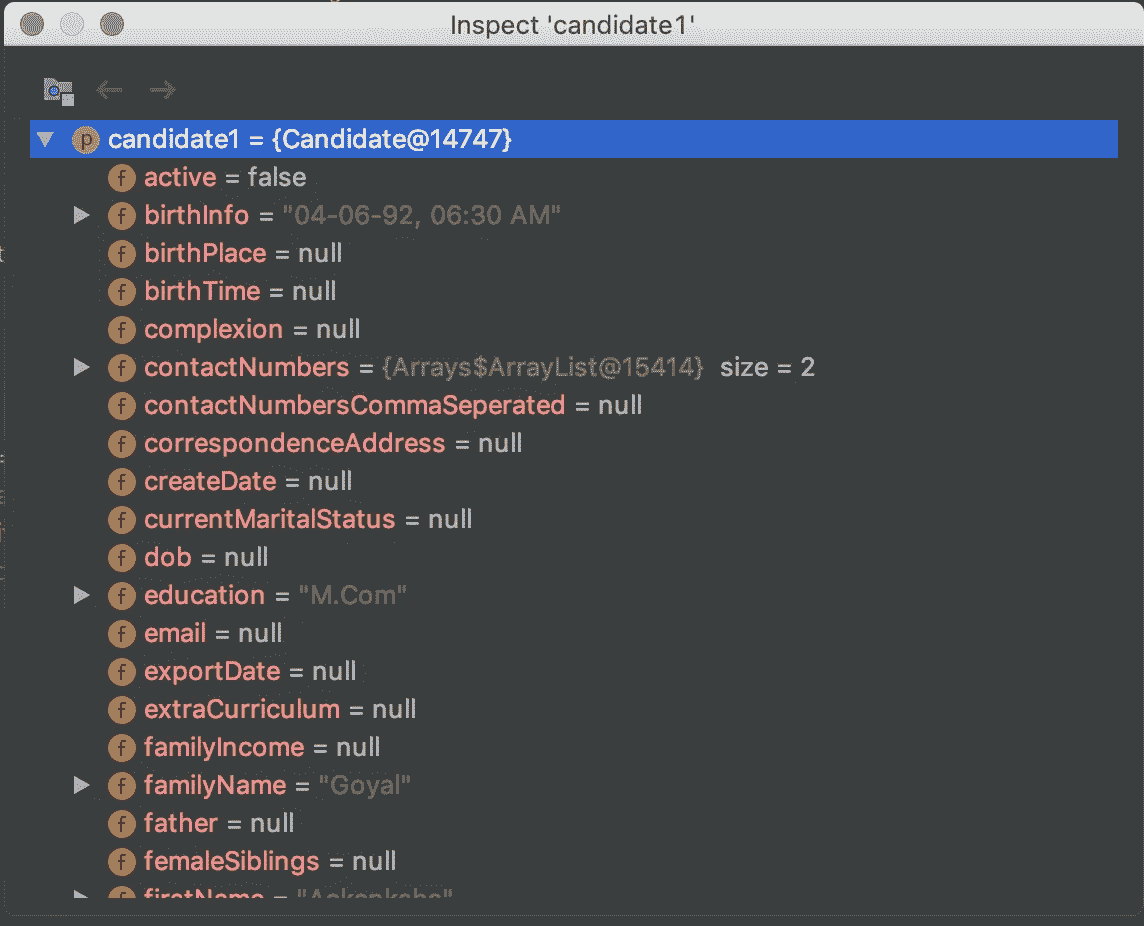 Inspect 'candidate1'
p candidate1 = {Candidate@14747}
f active = false
f birthInfo = "04-06-92, 06:30 AM"
f birthPlace = null
f birthTime = null
f complexion = null
f contactNumbers = {Arrays$ArrayList@15414} size = 2
f contactNumbersCommaSeperated = null
f correspondenceAddress = null
f createDate = null
f currentMaritalStatus = null
f dob = null
f education = "M.Com"
f email = null
f exportDate = null
f extraCurriculum = null
f familyIncome = null
f familyName = "Goyal"
f father = null
f femaleSiblings = null
f firstName =